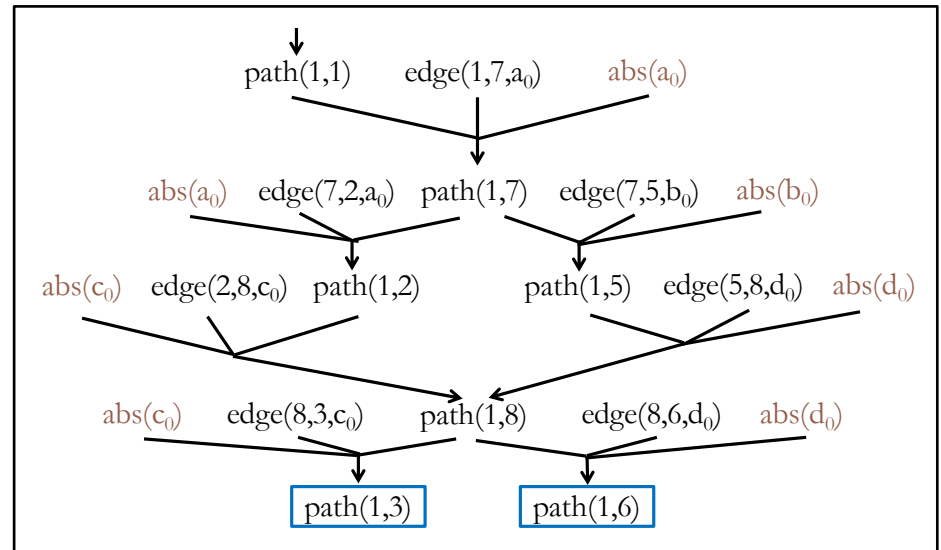 path(1,1) edge(1,7,a₀) abs(a₀)
abs(a₀) edge(7,2,a₀) path(1,7) edge(7,5,b₀) abs(b₀)
abs(c₀) edge(2,8,c₀) path(1,2) path(1,5) edge(5,8,d₀) abs(d₀)
abs(c₀) edge(8,3,c₀) path(1,8) edge(8,6,d₀) abs(d₀)
path(1,3) path(1,6)